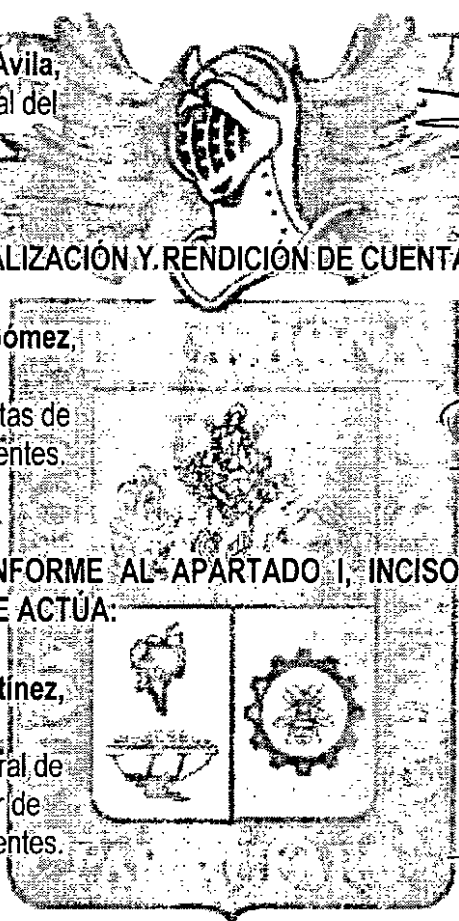 Avila,
al del
ALIZACIÓN Y RENDICIÓN DE CUENTA
Gómez,
tas de
entes.
NFORME AL APARTADO I, INCISO
E ACTÚA:
tínez,
ral de
r de
entes.